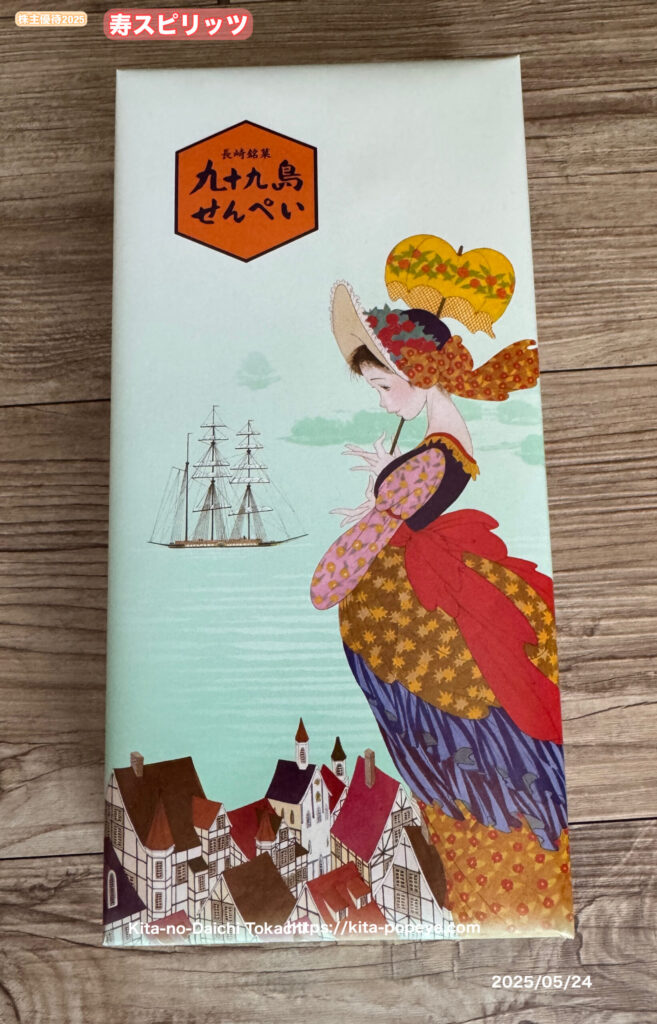 株主優待2025
寿スピリッツ
長崎銘菓
九十九島
せんぺい
Kita-no-Daichi Tokachi
https://kita-popeye.com
2025/05/24